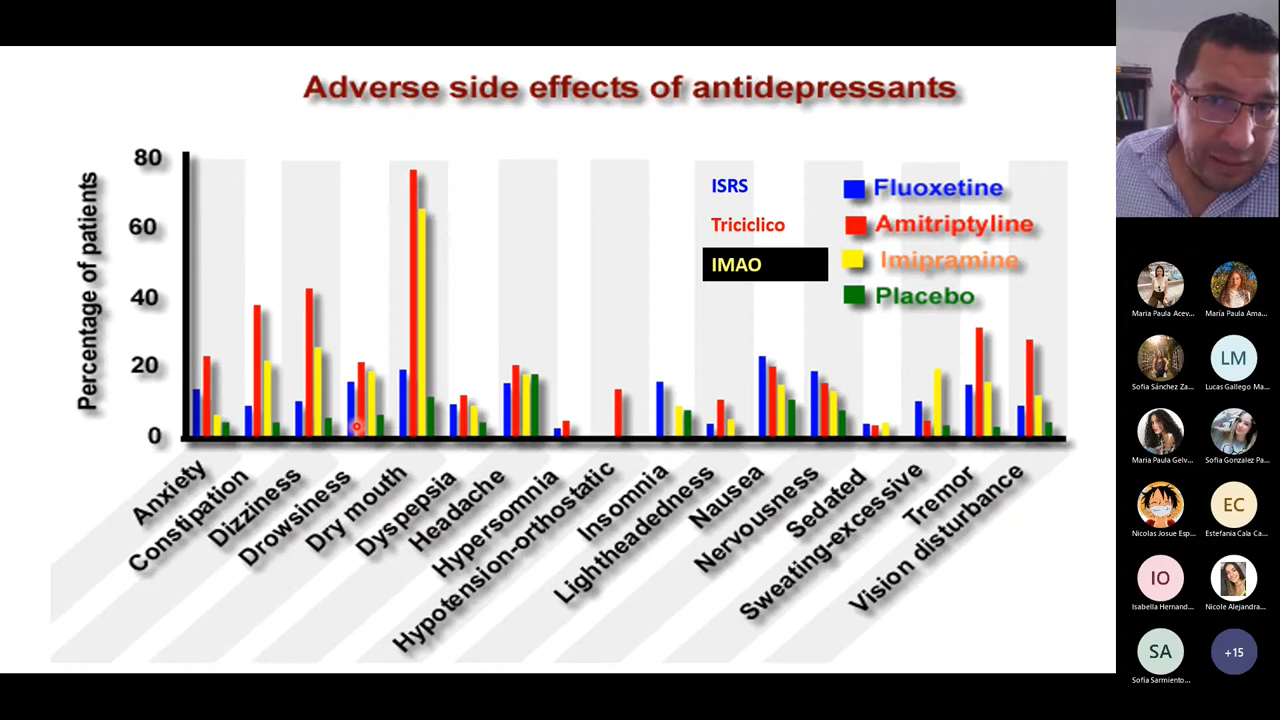 Adverse side effects of antidepressants
Percentage of patients
80
60
40
20
0
ISRS
Triciclico
IMAO
Fluoxetine
Amitriptyline
Imipramine
Placebo
Anxiety
Constipation
Dizziness
Drowsiness
Dry mouth
Dyspepsia
Headache
Hypersomnia
Hypotension-orthostatic
Insomnia
Lightheadedness
Nausea
Nervousness
Sedated
Sweating-excessive
Tremor
Vision disturbance
Maria Paula Acev...
María Paula Ama...
LM
Sofia Sánchez Za...
Lucas Gallego Ma...
Maria Paula Gelv...
Sofia Gonzalez Pa...
EC
Nicolas Josue Esp...
Estefania Cala Ca...
IO
Isabella Hernand...
Nicole Alejandra...
SA
+15
Sofía Sarmiento...